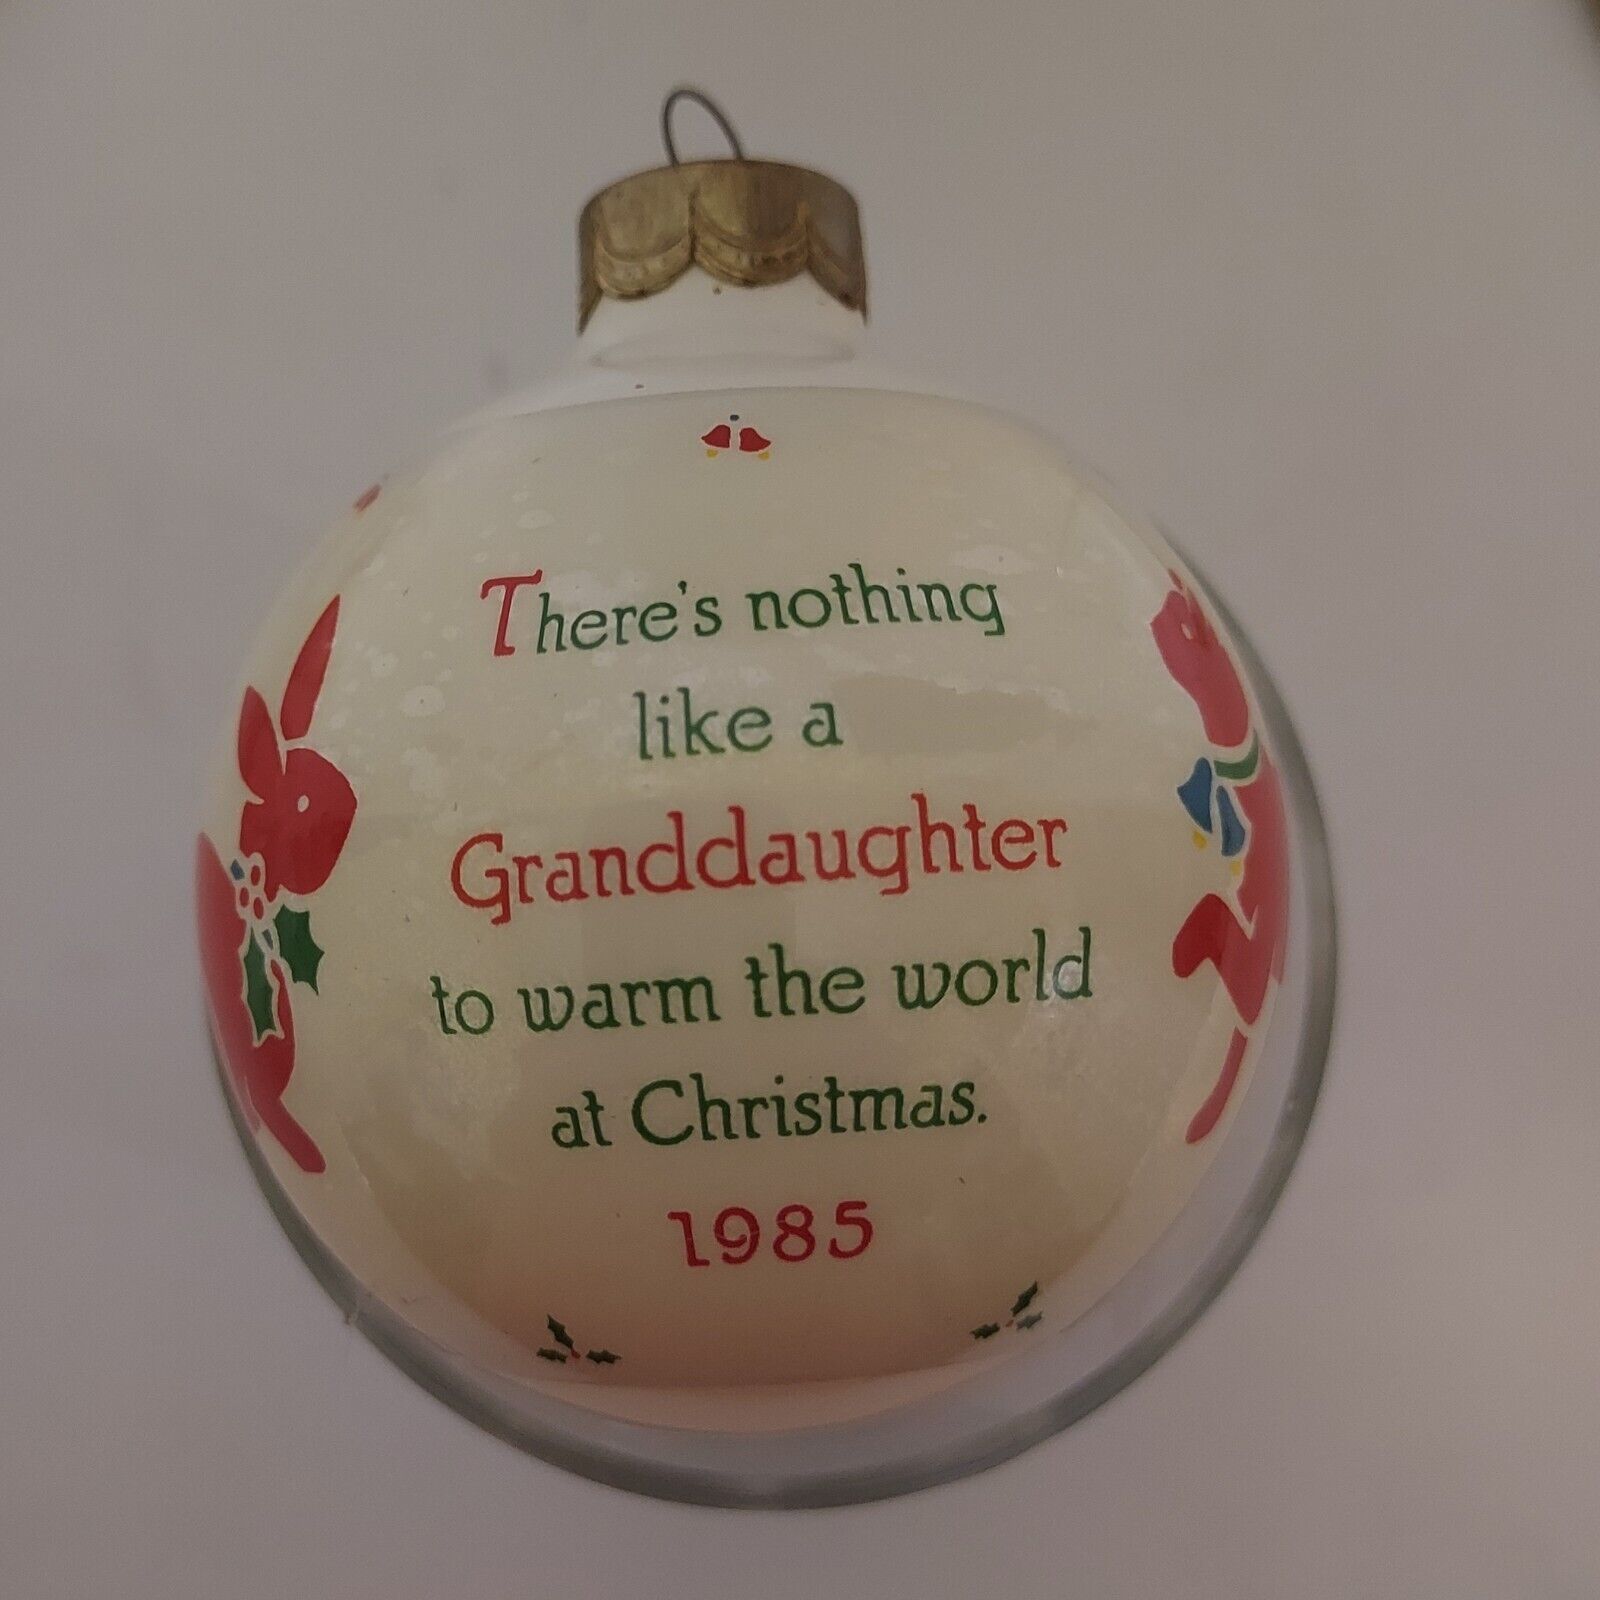 There's nothing
like a
Granddaughter
to warm the world
at Christmas.
1985